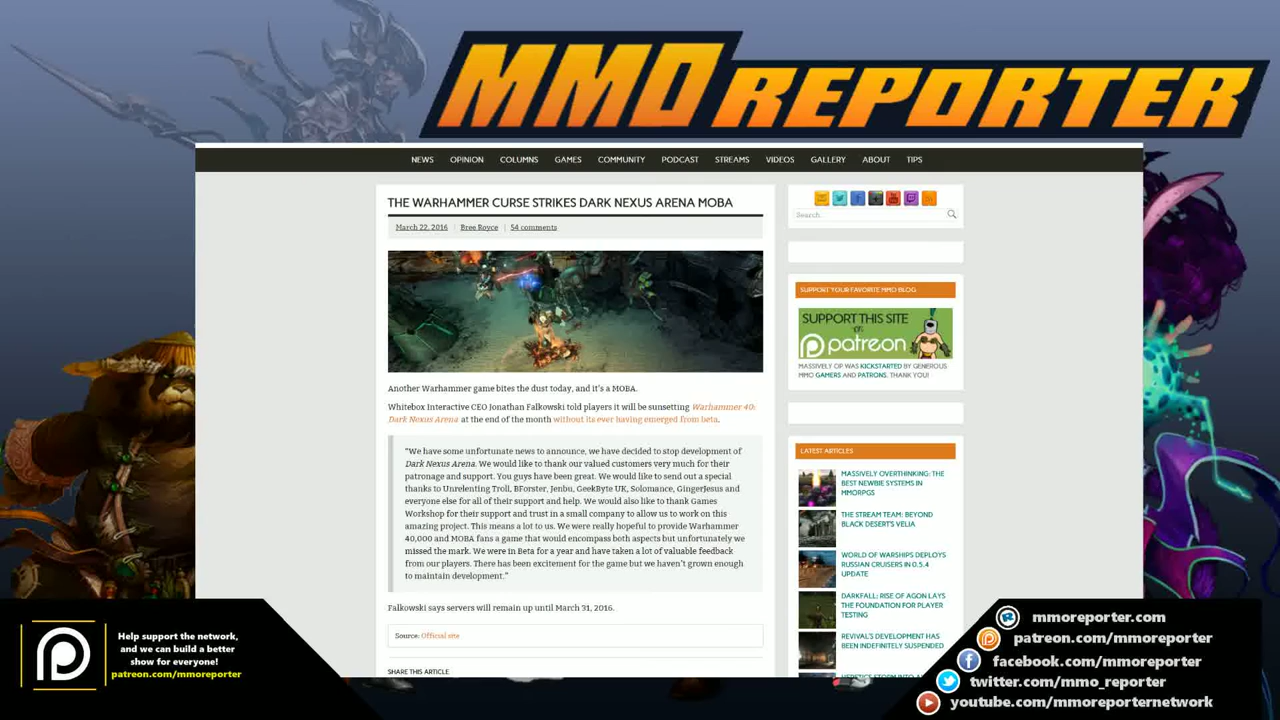 MMO REPORTER
NEWS OPINION COLUMNS GAMES COMMUNITY PODCAST STREAMS VIDEOS GALLERY ABOUT TIPS
THE WARHAMMER CURSE STRIKES DARK NEXUS ARENA MOBA
March 22, 2016 | Bree Royce | 54 comments
Another Warhammer game bites the dust today, and it's a MOBA.
Whitebox Interactive CEO Jonathan Falkowski told players it will be sunsetting Warhammer 40:
Dark Nexus Arena at the end of the month without its ever having emerged from beta.
"We have some unfortunate news to announce, we have decided to stop development of
Dark Nexus Arena. We would like to thank our valued customers very much for their
patronage and support. You guys have been great. We would like to send out a special
thanks to Unrelenting Troll, BForster, Jenbu, GeekByte UK, Solomance, GingerJesus and
everyone else for all of their support and help. We would also like to thank Games
Workshop for their support and trust in a small company to allow us to work on this
amazing project. This means a lot to us. We were really hopeful to provide Warhammer
40,000 and MOBA fans a game that would encompass both aspects but unfortunately we
missed the mark. We were in Beta for a year and have taken a lot of valuable feedback
from our players. There has been excitement for the game but we haven't grown enough
to maintain development."
Falkowski says servers will remain up until March 31, 2016.
Source: Official site
SHARE THIS ARTICLE
Search...
SUPPORT YOUR FAVORITE MMO BLOG
SUPPORT THIS SITE
on
patreon
MASSIVELY OP WAS KICKSTARTED BY GENEROUS
MMO GAMERS AND PATRONS. THANK YOU!
LATEST ARTICLES
MASSIVELY OVERTHINKING: THE
BEST NEWBIE SYSTEMS IN
MMORPGS
THE STREAM TEAM: BEYOND
BLACK DESERT'S VELIA
WORLD OF WARSHIPS DEPLOYS
RUSSIAN CRUISERS IN 0.5.4
UPDATE
DARKFALL: RISE OF AGON LAYS
THE FOUNDATION FOR PLAYER
TESTING
REVIVAL'S DEVELOPMENT HAS
BEEN INDEFINITELY SUSPENDED
Help support the network,
and we can build a better
show for everyone!
patreon.com/mmoreporter
mmoreporter.com
patreon.com/mmoreporter
facebook.com/mmoreporter
twitter.com/mmo_reporter
youtube.com/mmoreporternetwork